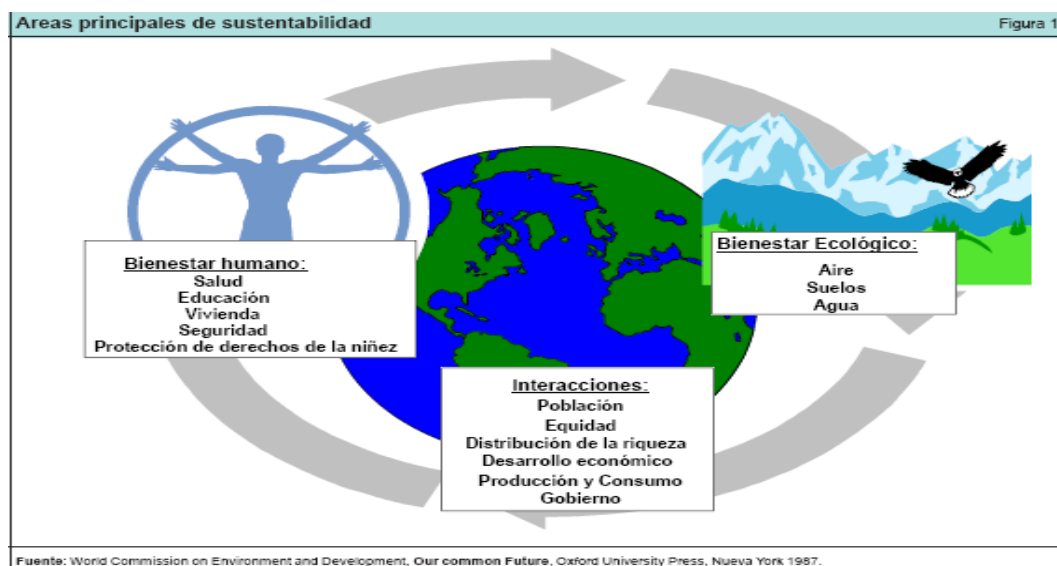 Areas principales de sustentabilidad
Figura 1
Bienestar humano:
Salud
Educación
Vivienda
Seguridad
Protección de derechos de la niñez
Bienestar Ecológico:
Aire
Suelos
Agua
Interacciones:
Población
Equidad
Distribución de la riqueza
Desarrollo económico
Producción y Consumo
Gobierno
Fuente: World Commission on Environment and Development, Our common Future, Oxford University Press, Nueva York 1987.